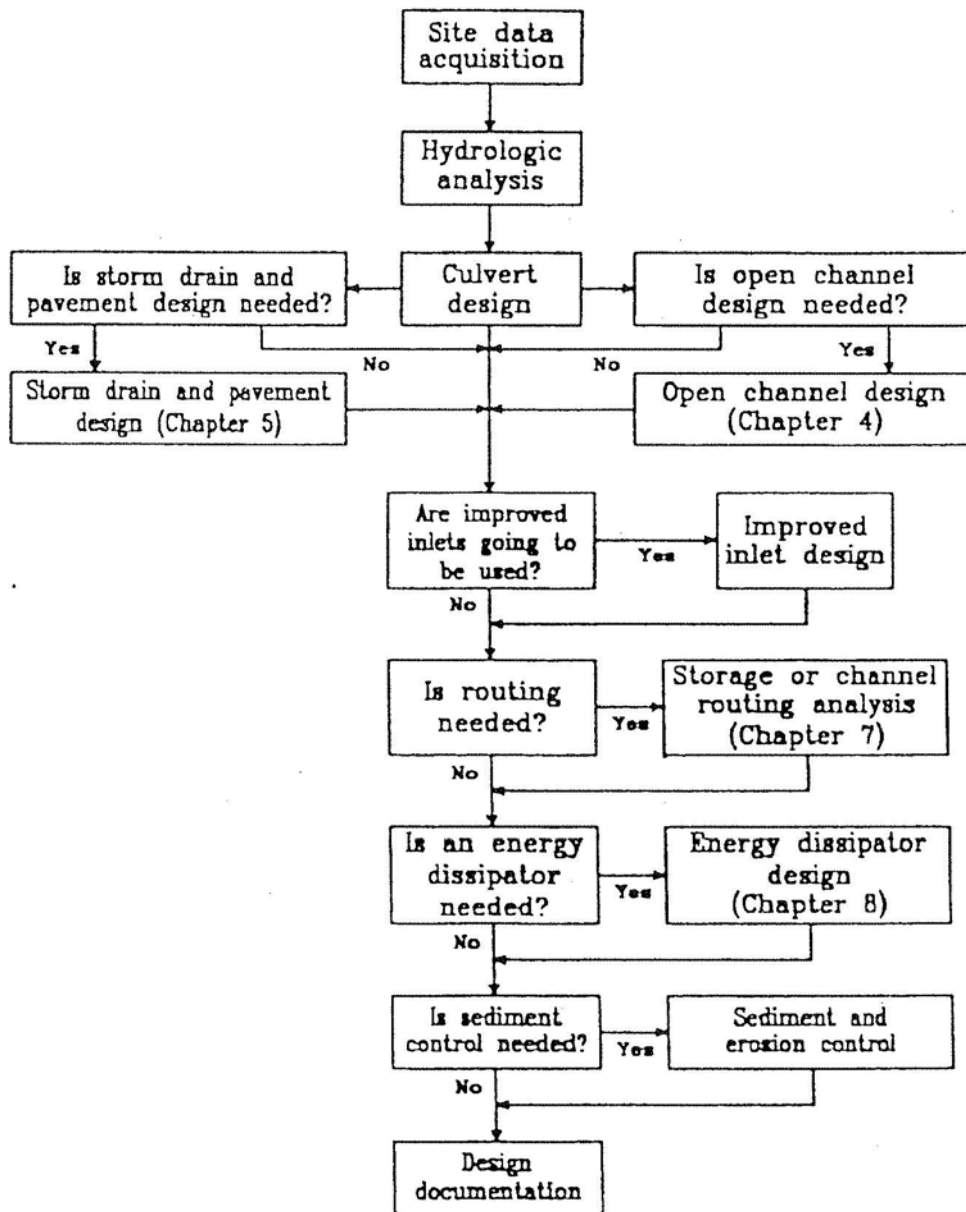 Site data
acquisition
Hydrologic
analysis
Is storm drain and
pavement design needed?
Culvert
design
Is open channel
design needed?
Yes
No
No
Yes
Storm drain and pavement
design (Chapter 5)
Open channel design
(Chapter 4)
Are improved
inlets going to
be used?
Yes
Improved
inlet design
No
Is routing
needed?
Yes
Storage or channel
routing analysis
(Chapter 7)
No
Is an energy
dissipator
needed?
Yes
Energy dissipator
design
(Chapter 8)
No
Is sediment
control needed?
Yes
Sediment and
erosion control
No
Design
documentation